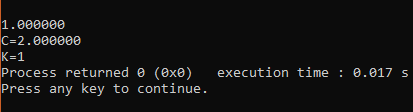 1.000000
C=2.000000
K=1
Process returned 0 (0x0)   execution time : 0.017 s
Press any key to continue.